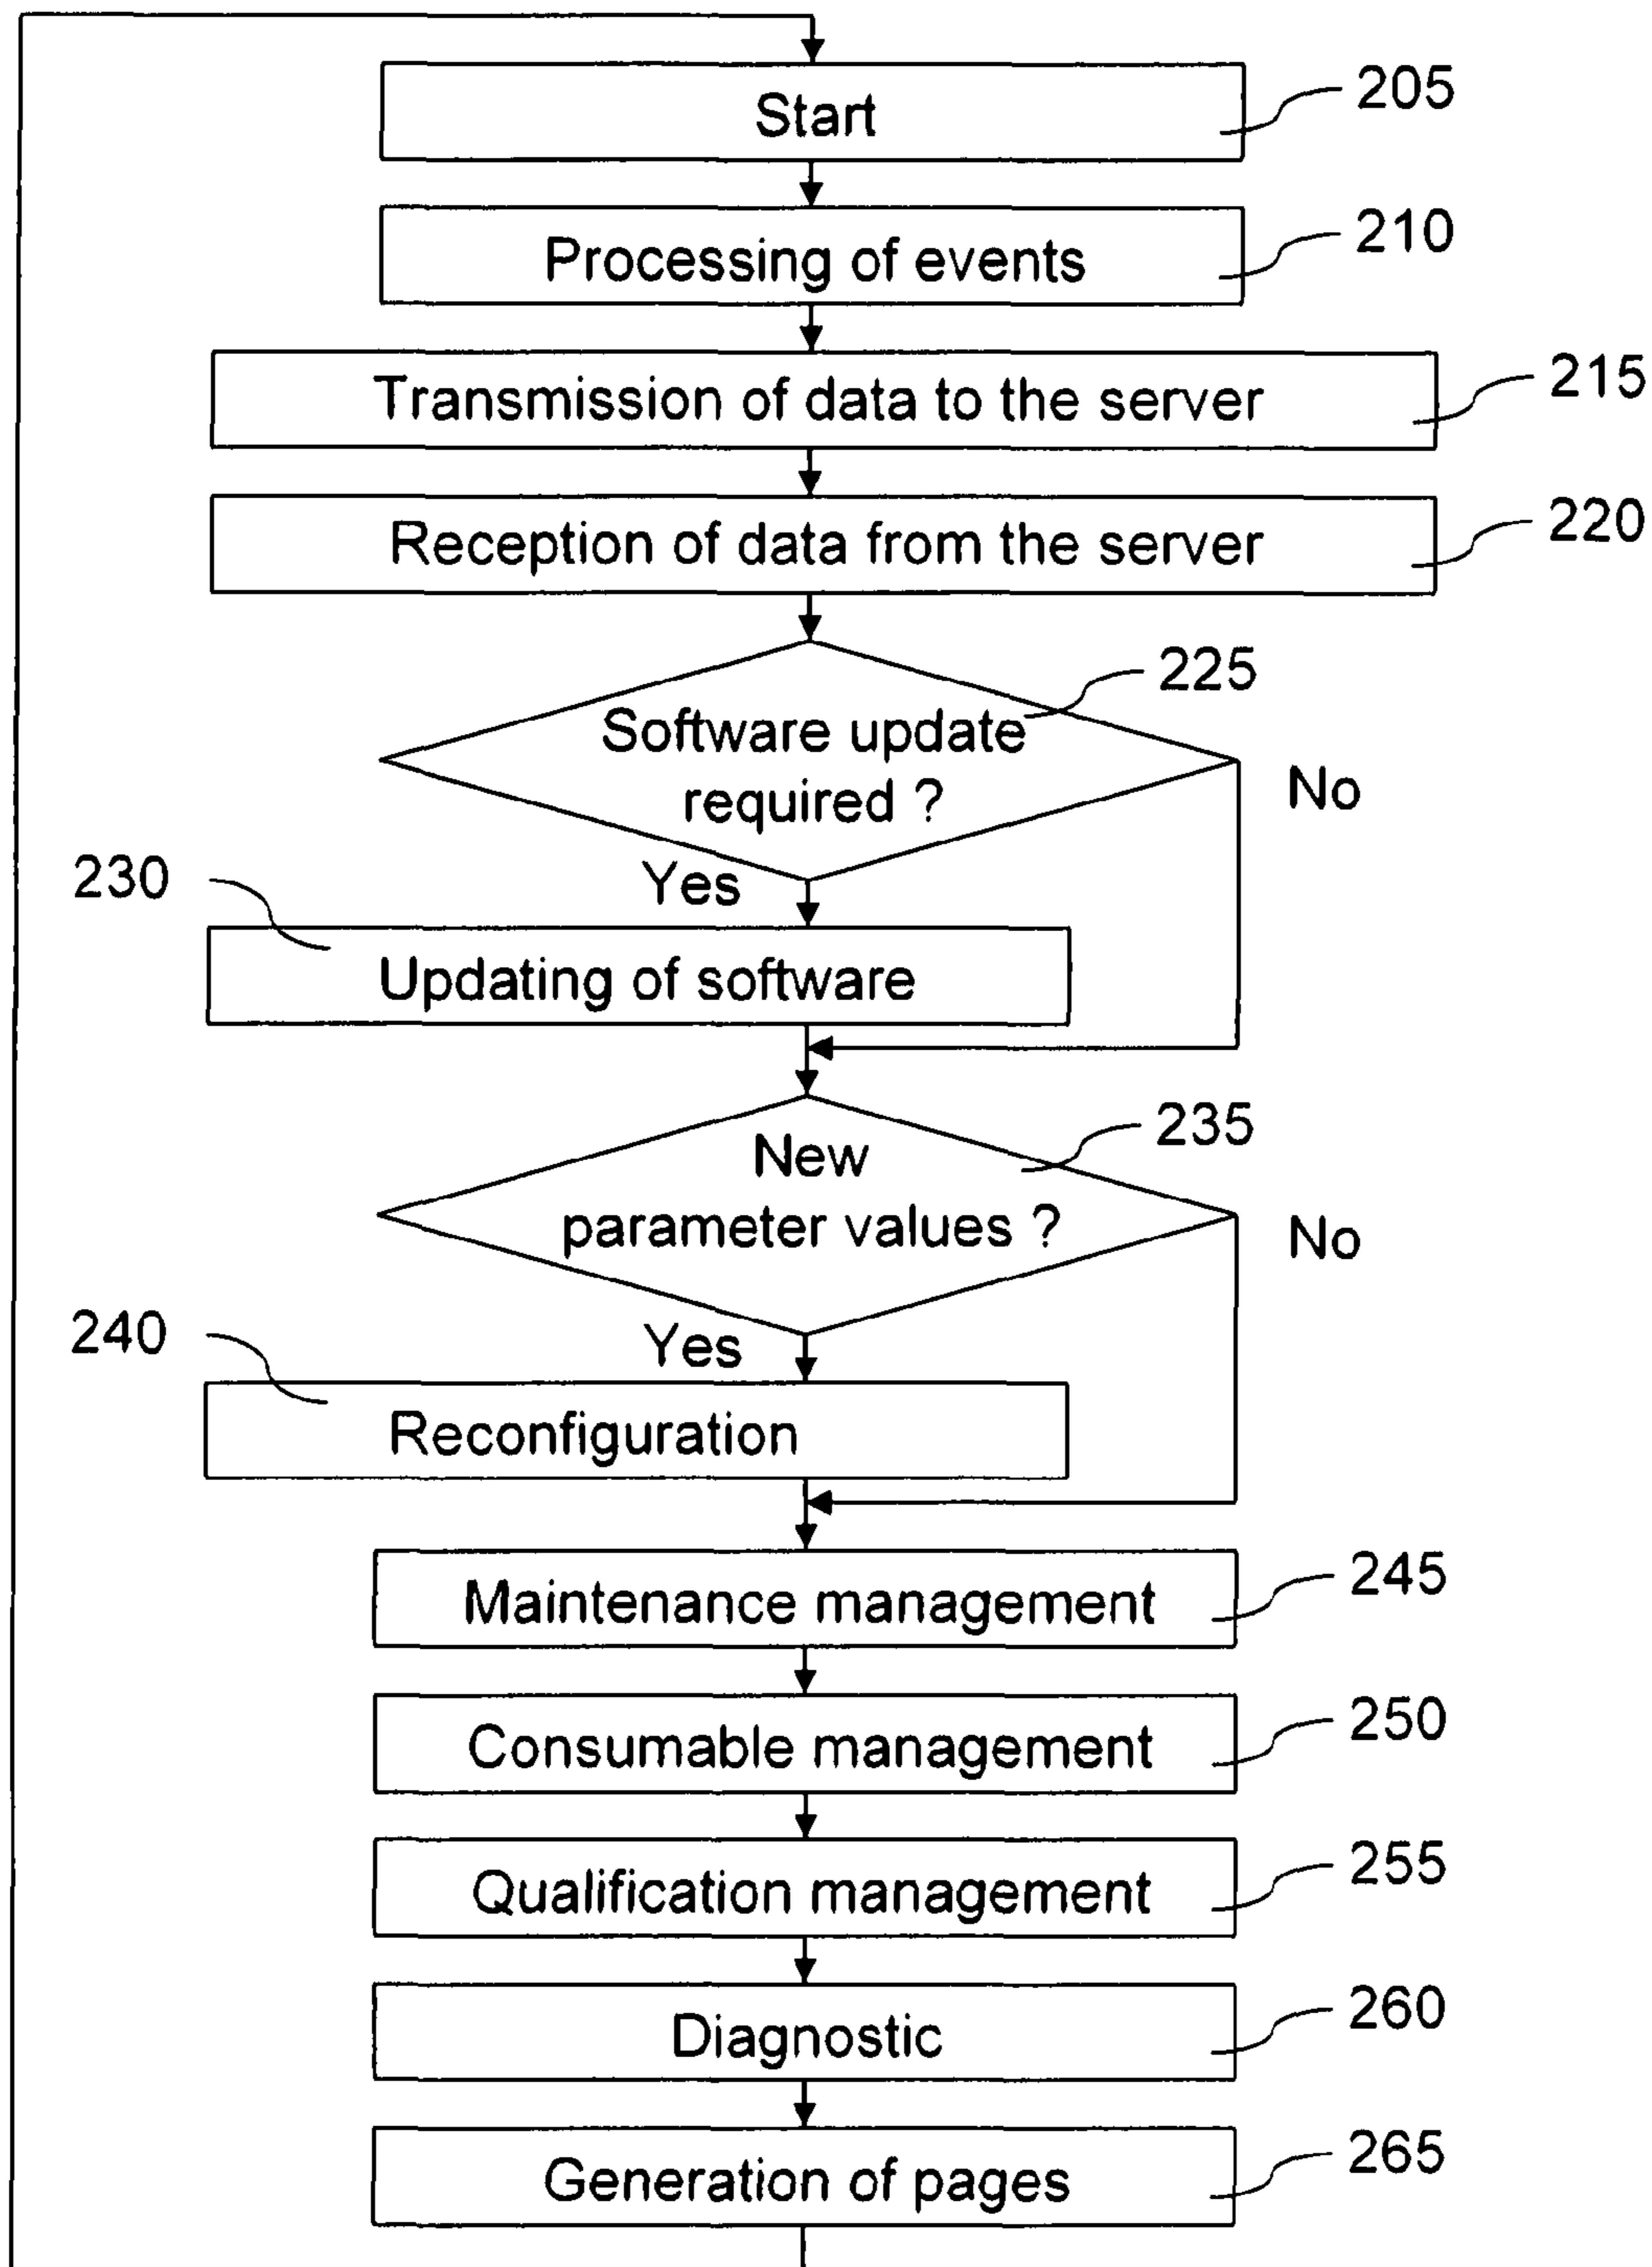 Start
205
Processing of events
210
Transmission of data to the server
215
Reception of data from the server
220
225
Software update
required ?
No
Yes
230
Updating of software
235
New
parameter values ?
No
Yes
240
Reconfiguration
Maintenance management
245
Consumable management
250
Qualification management
255
Diagnostic
260
Generation of pages
265